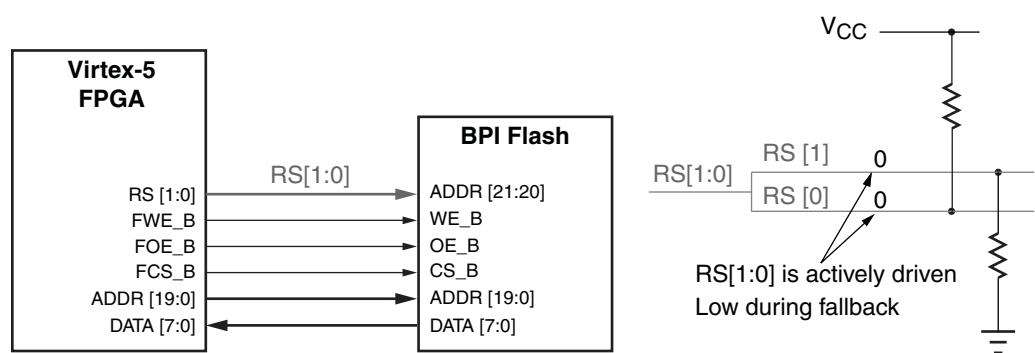 Virtex-5
FPGA
RS [1:0]
FWE_B
FOE_B
FCS_B
ADDR [19:0]
DATA [7:0]
RS[1:0]
BPI Flash
ADDR [21:20]
WE_B
OE_B
CS_B
ADDR [19:0]
DATA [7:0]
VCC
RS[1:0]
RS [1]
0
RS [0]
0
RS[1:0] is actively driven
Low during fallback